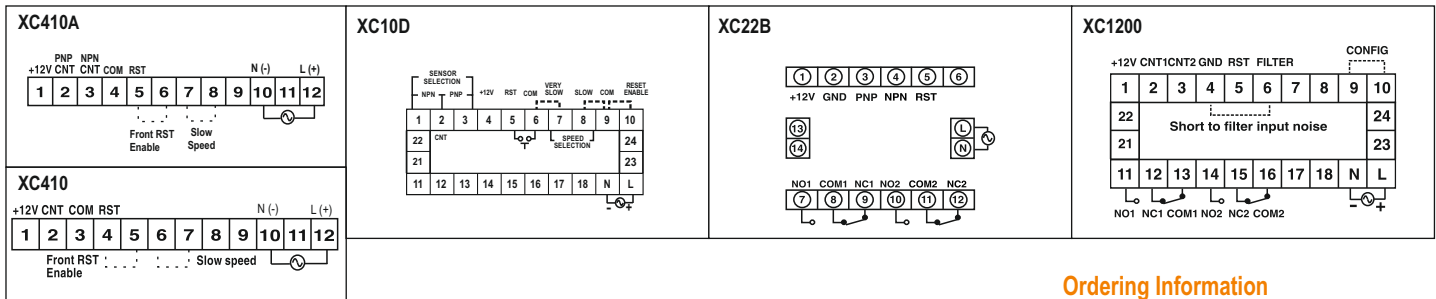 XC410A
PNP NPN
+12V CNT CNT COM RST N (-) L (+)
1 2 3 4 5 6 7 8 9 10 11 12
Front RST Enable
Slow Speed
XC410
+12V CNT COM RST N (-) L (+)
1 2 3 4 5 6 7 8 9 10 11 12
Front RST Enable
Slow speed
XC10D
SENSOR SELECTION
VERY SLOW
RESET ENABLE
NPN PNP +12V RST COM SLOW COM
1 2 3 4 5 6 7 8 9 10
22 CNT SPEED SELECTION 24
21 23
11 12 13 14 15 16 17 18 N L
- +
XC22B
1 2 3 4 5 6
+12V GND PNP NPN RST
13 L
14 N
NO1 COM1 NC1 NO2 COM2 NC2
7 8 9 10 11 12
XC1200
CONFIG
+12V CNT1CNT2 GND RST FILTER
1 2 3 4 5 6 7 8 9 10
22 24
Short to filter input noise
21 23
11 12 13 14 15 16 17 18 N L
- +
NO1 NC1 COM1 NO2 NC2 COM2
Ordering Information